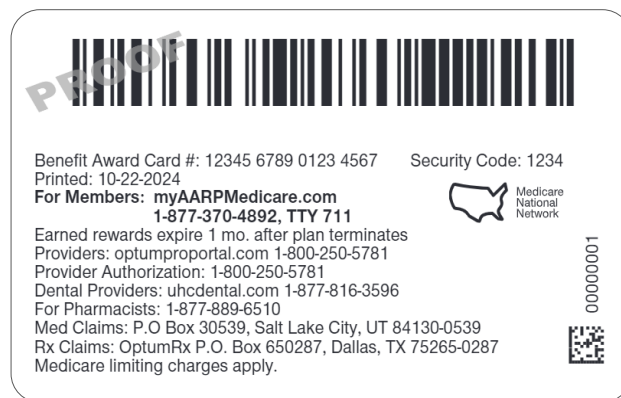 PROOF
Benefit Award Card #: 12345 6789 0123 4567 Security Code: 1234
Printed: 10-22-2024
For Members: myAARPMedicare.com
1-877-370-4892, TTY 711
Medicare
National
Network
Earned rewards expire 1 mo. after plan terminates
Providers: optumproportal.com 1-800-250-5781
Provider Authorization: 1-800-250-5781
Dental Providers: uhcdental.com 1-877-816-3596
For Pharmacists: 1-877-889-6510
Med Claims: P.O Box 30539, Salt Lake City, UT 84130-0539
Rx Claims: OptumRx P.O. Box 650287, Dallas, TX 75265-0287
Medicare limiting charges apply.
00000001